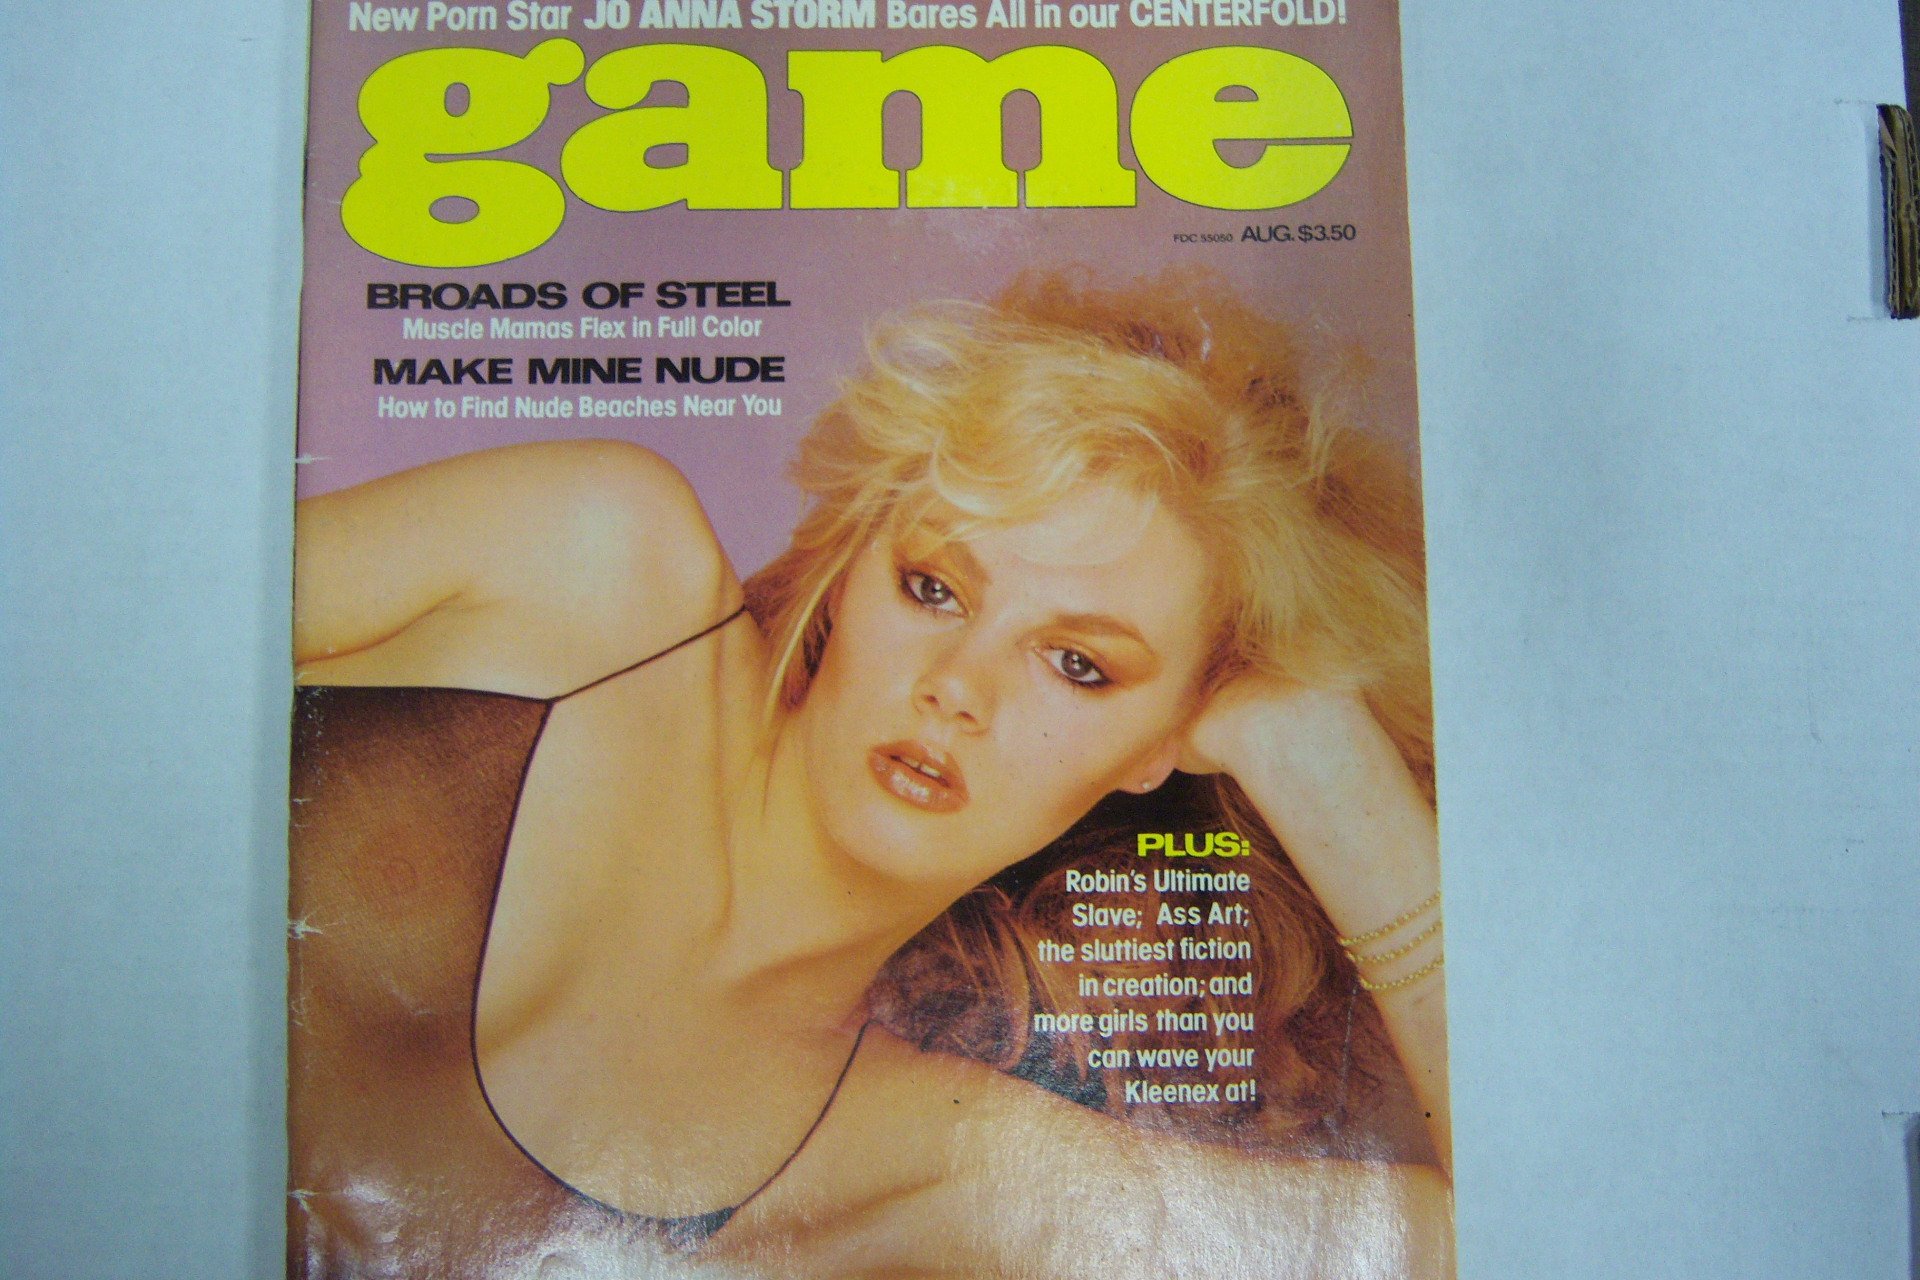 New Porn Star JO ANNA STORM Bares All in our CENTERFOLD!
game
FDC 55050 AUG. $3.50
BROADS OF STEEL
Muscle Mamas Flex in Full Color
MAKE MINE NUDE
How to Find Nude Beaches Near You
PLUS:
Robin's Ultimate
Slave; Ass Art;
the sluttiest fiction
in creation; and
more girls than you
can wave your
Kleenex at!